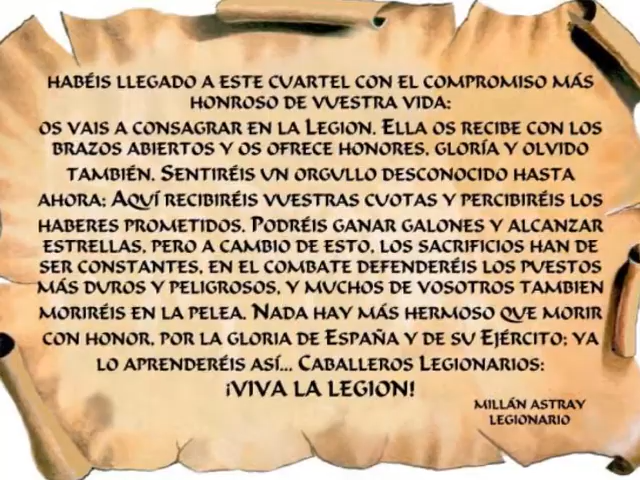 HABÉIS LLEGADO A ESTE CUARTEL CON EL COMPROMISO MÁS
HONROSO DE VUESTRA VIDA:
OS VAIS A CONSAGRAR EN LA LEGION. ELLA OS RECIBE CON LOS
BRAZOS ABIERTOS Y OS OFRECE HONORES, GLORÍA Y OLVIDO
TAMBIÉN. SENTIRÉIS UN ORGULLO DESCONOCIDO HASTA
AHORA; AQUÍ RECIBIRÉIS VUESTRAS CUOTAS Y PERCIBIRÉIS LOS
HABERES PROMETIDOS. PODRÉIS GANAR GALONES Y ALCANZAR
ESTRELLAS, PERO A CAMBIO DE ESTO, LOS SACRIFICIOS HAN DE
SER CONSTANTES, EN EL COMBATE DEFENDERÉIS LOS PUESTOS
MÁS DUROS Y PELIGROSOS, Y MUCHOS DE VOSOTROS TAMBIEN
MORIRÉIS EN LA PELEA. NADA HAY MÁS HERMOSO QUE MORIR
CON HONOR, POR LA GLORIA DE ESPAÑA Y DE SU EJÉRCITO; YA
LO APRENDERÉIS ASÍ... CABALLEROS LEGIONARIOS:
¡VIVA LA LEGION!
MILLÁN ASTRAY
LEGIONARIO